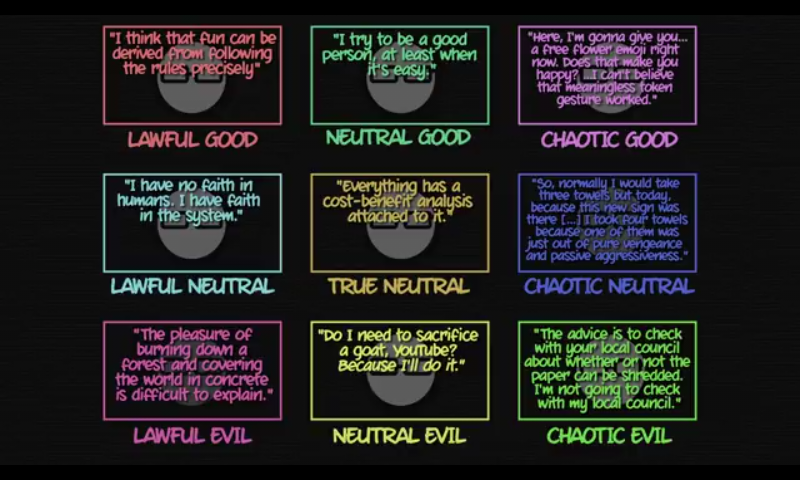 "I think that fun can be
derived from following
the rules precisely"
LAWFUL GOOD
"I try to be a good
person, at least when
it's easy."
NEUTRAL GOOD
"Here, I'm gonna give you...
a free flower emoji right
now. Does that make you
happy? ...I can't believe
that meaningless token
gesture worked."
CHAOTIC GOOD
"I have no faith in
humans. I have faith
in the system."
LAWFUL NEUTRAL
"Everything has a
cost-benefit analysis
attached to it."
TRUE NEUTRAL
"So, normally I would take
three towels but today,
because this new sign was
there [...] I took four towels
because one of them was
just out of pure vengeance
and passive aggressiveness."
CHAOTIC NEUTRAL
"The pleasure of
burning down a
forest and covering
the world in concrete
is difficult to explain."
LAWFUL EVIL
"Do I need to sacrifice
a goat, YouTube?
Because I'll do it."
NEUTRAL EVIL
"The advice is to check
with your local council
about whether or not the
paper can be shredded.
I'm not going to check
with my local council."
CHAOTIC EVIL